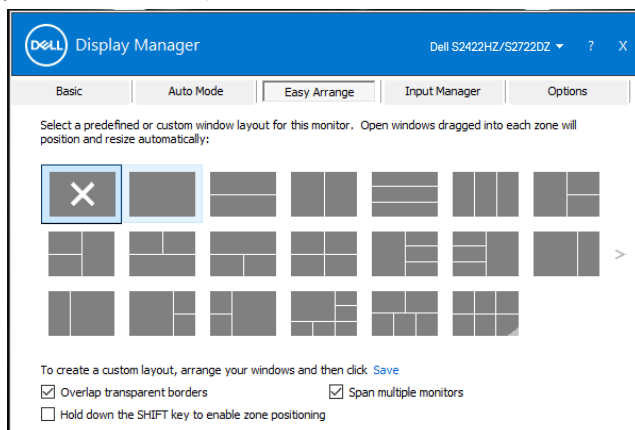 DELL Display Manager Dell S2422HZ/S2722DZ ? X
Basic Auto Mode Easy Arrange Input Manager Options
Select a predefined or custom window layout for this monitor. Open windows dragged into each zone will
position and resize automatically:
>
To create a custom layout, arrange your windows and then click Save
Overlap transparent borders Span multiple monitors
Hold down the SHIFT key to enable zone positioning